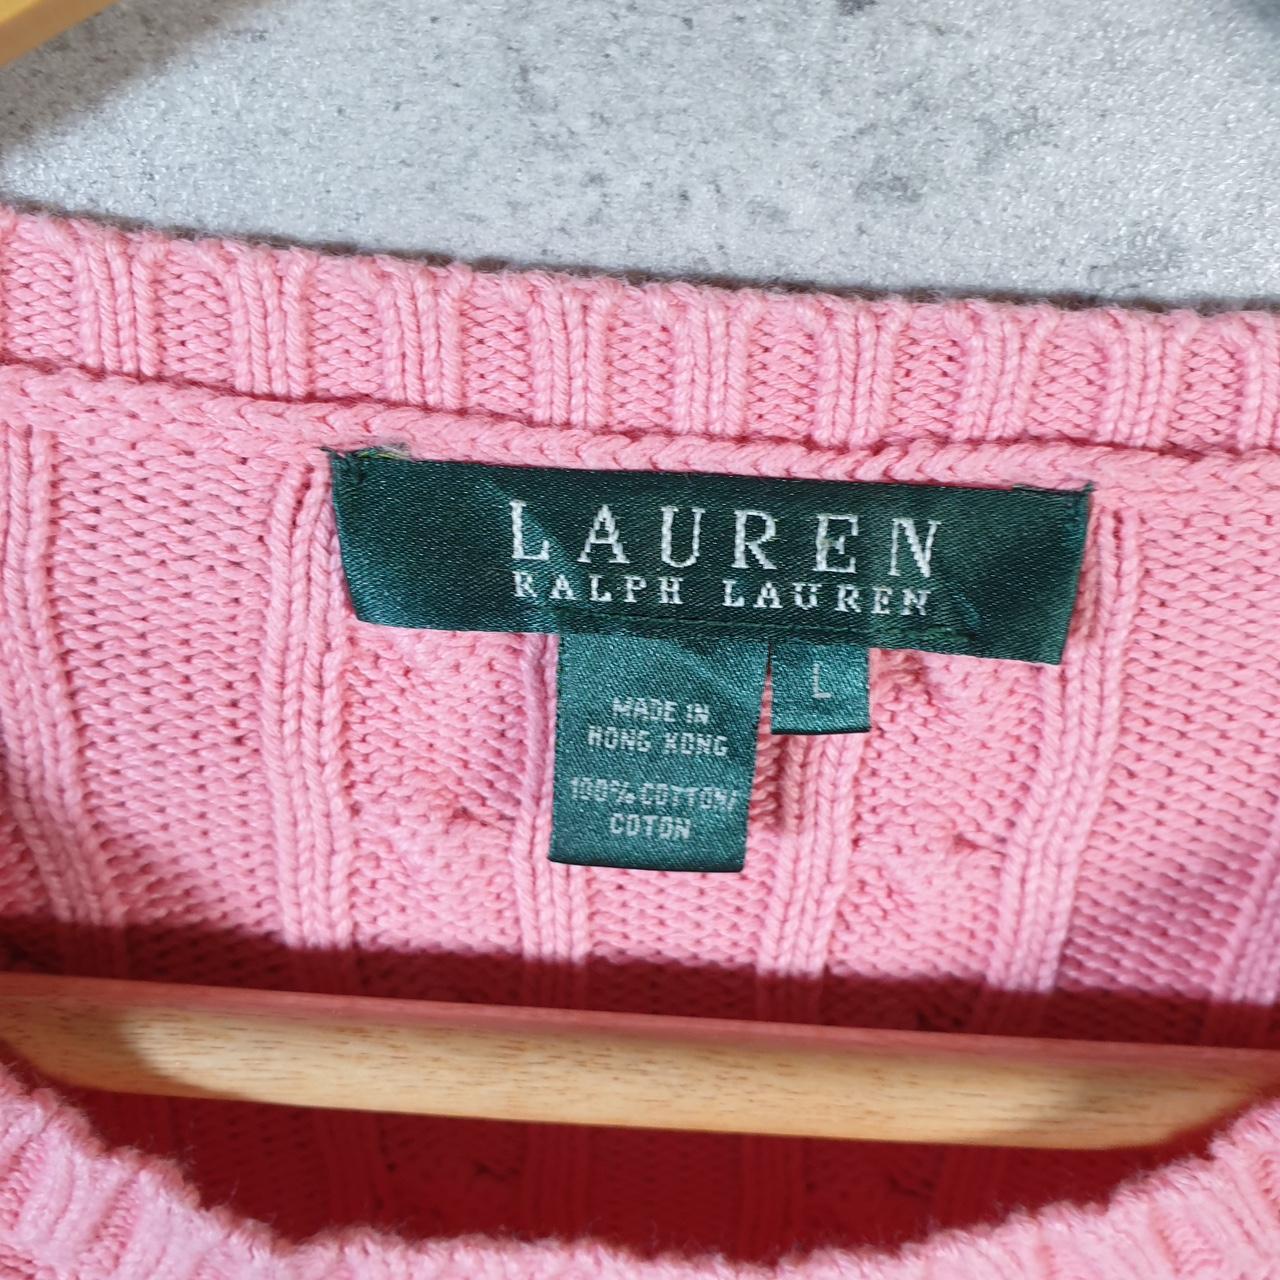 LAUREN
RALPH LAUREN
L
MADE IN
HONG KONG
100% COTTON/
COTON